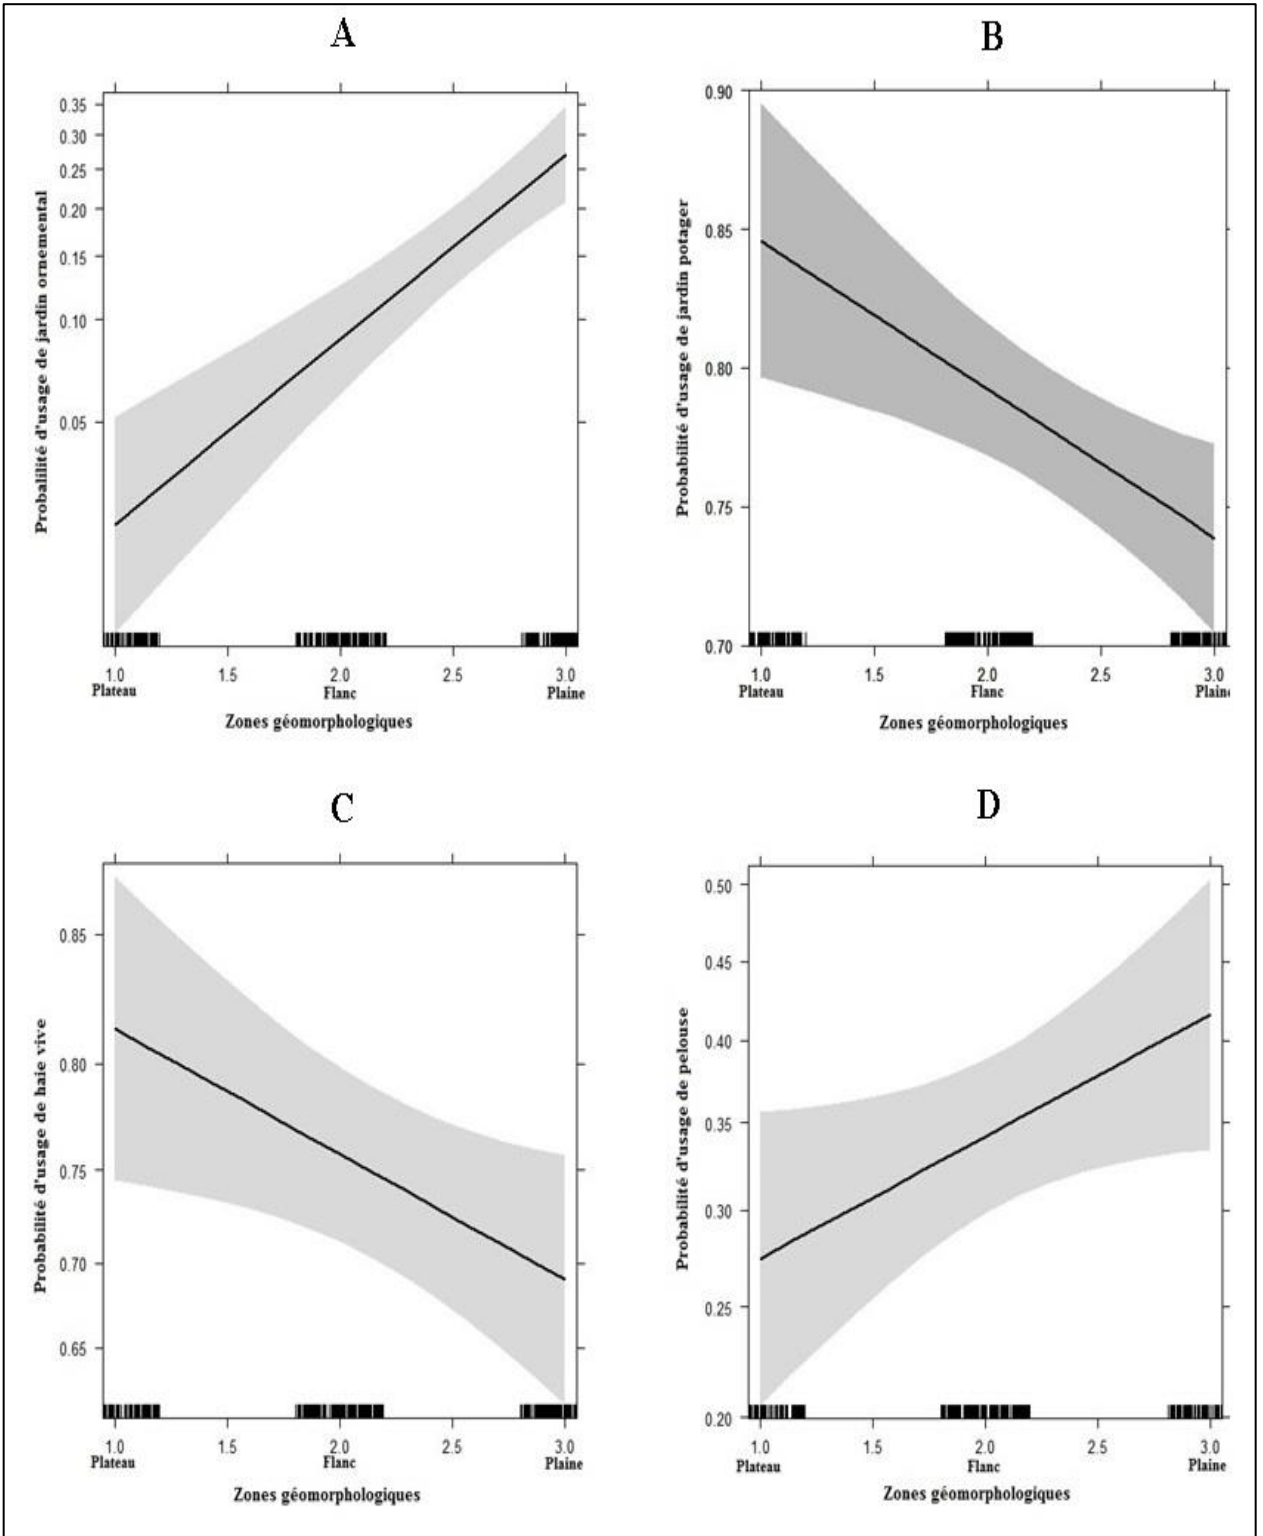 A
0.35
0.30
0.25
0.20
0.15
0.10
0.05
Probalilité d'usage de jardin ornemental
1.0 1.5 2.0 2.5 3.0
Plateau Flanc Plaine
Zones géomorphologiques
B
0.90
0.85
0.80
0.75
0.70
Probabilité d'usage de jardin potager
1.0 1.5 2.0 2.5 3.0
Plateau Flanc Plaine
Zones géomorphologiques
C
0.85
0.80
0.75
0.70
0.65
Probabilité d'usage de haie vive
1.0 1.5 2.0 2.5 3.0
Plateau Flanc Plaine
Zones géomorphologiques
D
0.50
0.45
0.40
0.35
0.30
0.25
0.20
Probabilité d'usage de pelouse
1.0 1.5 2.0 2.5 3.0
Plateau Flanc Plaine
Zones géomorphologiques